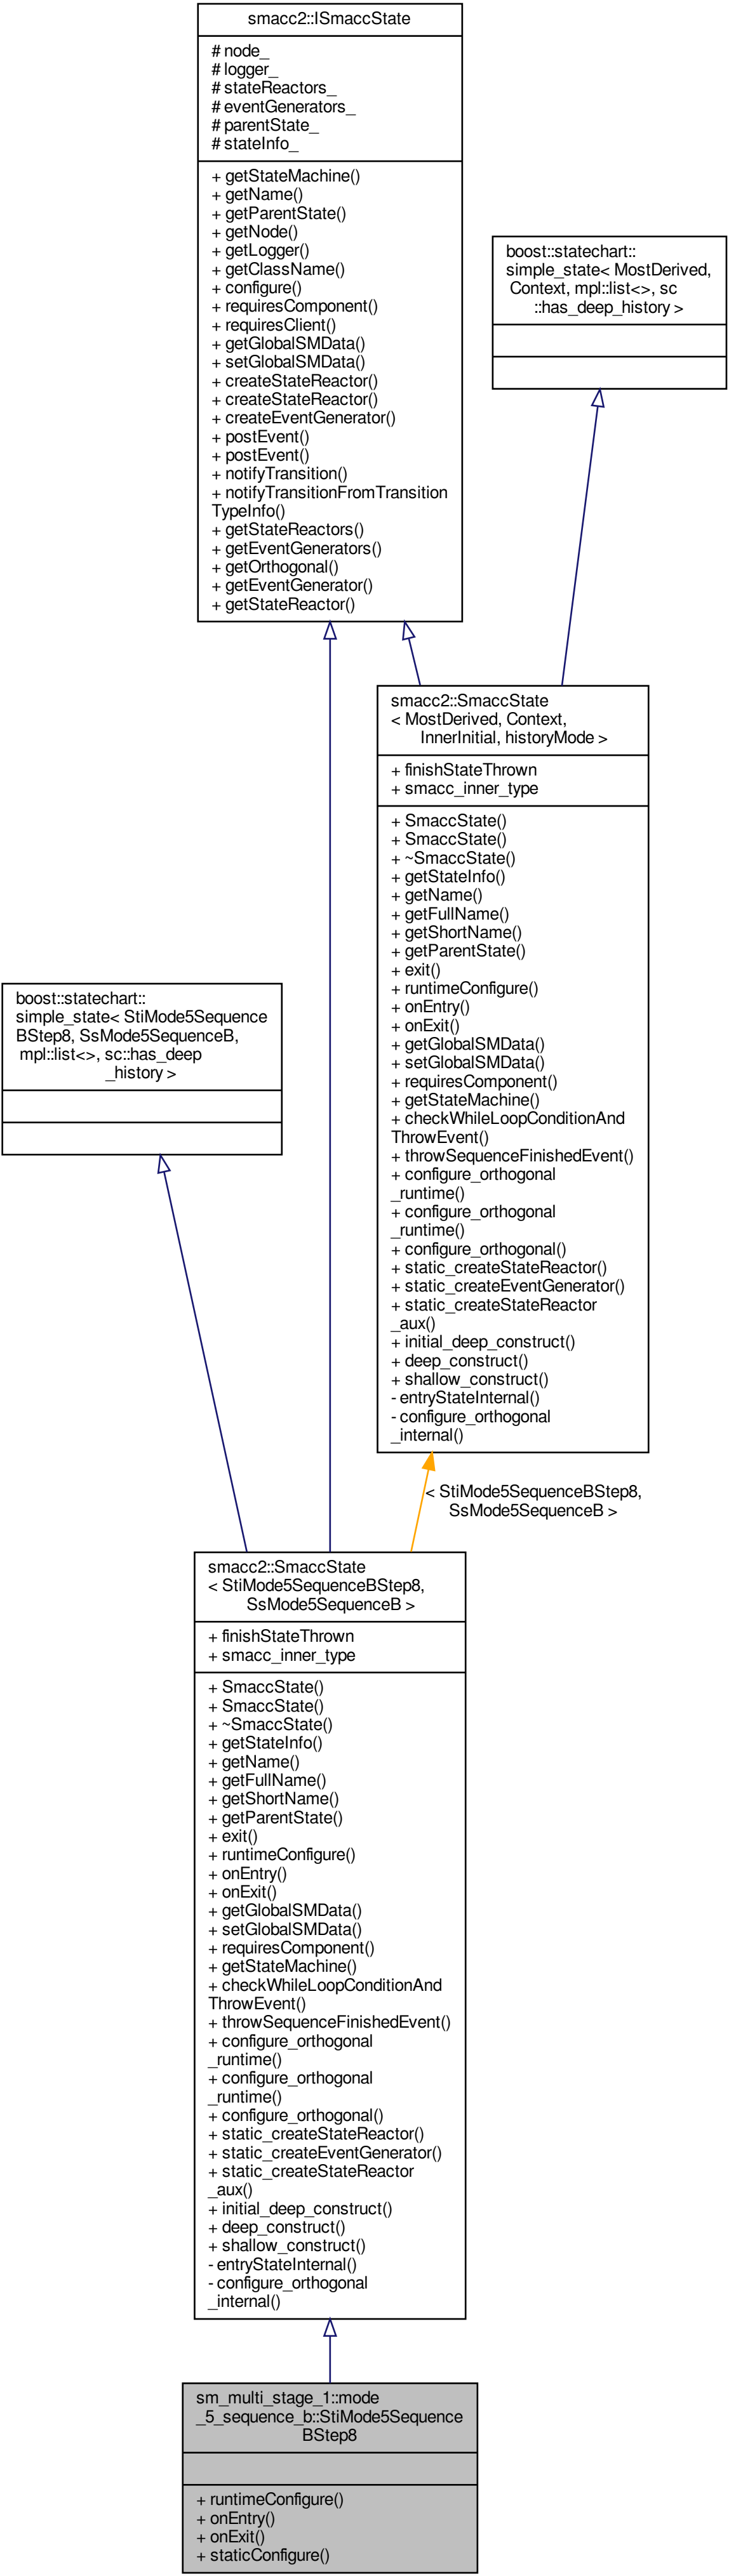 smacc2::ISmaccState
# node_
# logger_
# stateReactors_
# eventGenerators_
# parentState_
# stateInfo_
+ getStateMachine()
+ getName()
+ getParentState()
+ getNode()
+ getLogger()
+ getClassName()
+ configure()
+ requiresComponent()
+ requiresClient()
+ getGlobalSMData()
+ setGlobalSMData()
+ createStateReactor()
+ createStateReactor()
+ createEventGenerator()
+ postEvent()
+ postEvent()
+ notifyTransition()
+ notifyTransitionFromTransition
TypeInfo()
+ getStateReactors()
+ getEventGenerators()
+ getOrthogonal()
+ getEventGenerator()
+ getStateReactor()
boost::statechart::
simple_state< MostDerived,
Context, mpl::list<>, sc
::has_deep_history >
smacc2::SmaccState
< MostDerived, Context,
InnerInitial, historyMode >
+ finishStateThrown
+ smacc_inner_type
+ SmaccState()
+ SmaccState()
+ ~SmaccState()
+ getStateInfo()
+ getName()
+ getFullName()
+ getShortName()
+ getParentState()
+ exit()
+ runtimeConfigure()
+ onEntry()
+ onExit()
+ getGlobalSMData()
+ setGlobalSMData()
+ requiresComponent()
+ getStateMachine()
+ checkWhileLoopConditionAnd
ThrowEvent()
+ throwSequenceFinishedEvent()
+ configure_orthogonal
_runtime()
+ configure_orthogonal
_runtime()
+ configure_orthogonal()
+ static_createStateReactor()
+ static_createEventGenerator()
+ static_createStateReactor
_aux()
+ initial_deep_construct()
+ deep_construct()
+ shallow_construct()
- entryStateInternal()
- configure_orthogonal
_internal()
boost::statechart::
simple_state< StiMode5Sequence
BStep8, SsMode5SequenceB,
mpl::list<>, sc::has_deep
_history >
< StiMode5SequenceBStep8,
SsMode5SequenceB >
smacc2::SmaccState
< StiMode5SequenceBStep8,
SsMode5SequenceB >
+ finishStateThrown
+ smacc_inner_type
+ SmaccState()
+ SmaccState()
+ ~SmaccState()
+ getStateInfo()
+ getName()
+ getFullName()
+ getShortName()
+ getParentState()
+ exit()
+ runtimeConfigure()
+ onEntry()
+ onExit()
+ getGlobalSMData()
+ setGlobalSMData()
+ requiresComponent()
+ getStateMachine()
+ checkWhileLoopConditionAnd
ThrowEvent()
+ throwSequenceFinishedEvent()
+ configure_orthogonal
_runtime()
+ configure_orthogonal
_runtime()
+ configure_orthogonal()
+ static_createStateReactor()
+ static_createEventGenerator()
+ static_createStateReactor
_aux()
+ initial_deep_construct()
+ deep_construct()
+ shallow_construct()
- entryStateInternal()
- configure_orthogonal
_internal()
sm_multi_stage_1::mode
_5_sequence_b::StiMode5Sequence
BStep8
+ runtimeConfigure()
+ onEntry()
+ onExit()
+ staticConfigure()